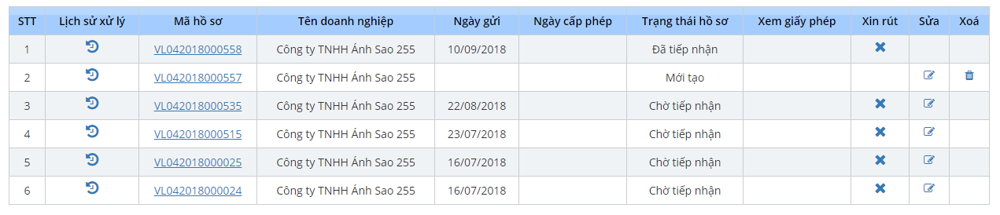 STT Lịch sử xử lý Mã hồ sơ Tên doanh nghiệp Ngày gửi Ngày cấp phép Trạng thái hồ sơ Xem giấy phép Xin rút Sửa Xoá
1 VL042018000558 Công ty TNHH Ánh Sao 255 10/09/2018 Đã tiếp nhận
2 VL042018000557 Công ty TNHH Ánh Sao 255 Mới tạo
3 VL042018000535 Công ty TNHH Ánh Sao 255 22/08/2018 Chờ tiếp nhận
4 VL042018000515 Công ty TNHH Ánh Sao 255 23/07/2018 Chờ tiếp nhận
5 VL042018000025 Công ty TNHH Ánh Sao 255 16/07/2018 Chờ tiếp nhận
6 VL042018000024 Công ty TNHH Ánh Sao 255 16/07/2018 Chờ tiếp nhận